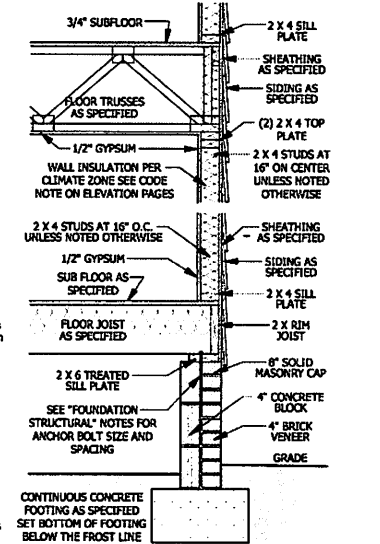 3/4" SUBFLOOR
2 X 4 SILL
PLATE
SHEATHING
AS SPECIFIED
SIDING AS
SPECIFIED
FLOOR TRUSSES
AS SPECIFIED
(2) 2 X 4 TOP
PLATE
1/2" GYPSUM
WALL INSULATION PER
CLIMATE ZONE SEE CODE
NOTE ON ELEVATION PAGES
2 X 4 STUDS AT
16" ON CENTER
UNLESS NOTED
OTHERWISE
2 X 4 STUDS AT 16" O.C.
UNLESS NOTED OTHERWISE
SHEATHING
AS SPECIFIED
1/2" GYPSUM
SIDING AS
SPECIFIED
SUB FLOOR AS
SPECIFIED
2 X 4 SILL
PLATE
FLOOR JOIST
AS SPECIFIED
2 X RIM
JOIST
2 X 6 TREATED
SILL PLATE
8" SOLID
MASONRY CAP
SEE "FOUNDATION
STRUCTURAL" NOTES FOR
ANCHOR BOLT SIZE AND
SPACING
4" CONCRETE
BLOCK
4" BRICK
VENEER
GRADE
CONTINUOUS CONCRETE
FOOTING AS SPECIFIED
SET BOTTOM OF FOOTING
BELOW THE FROST LINE